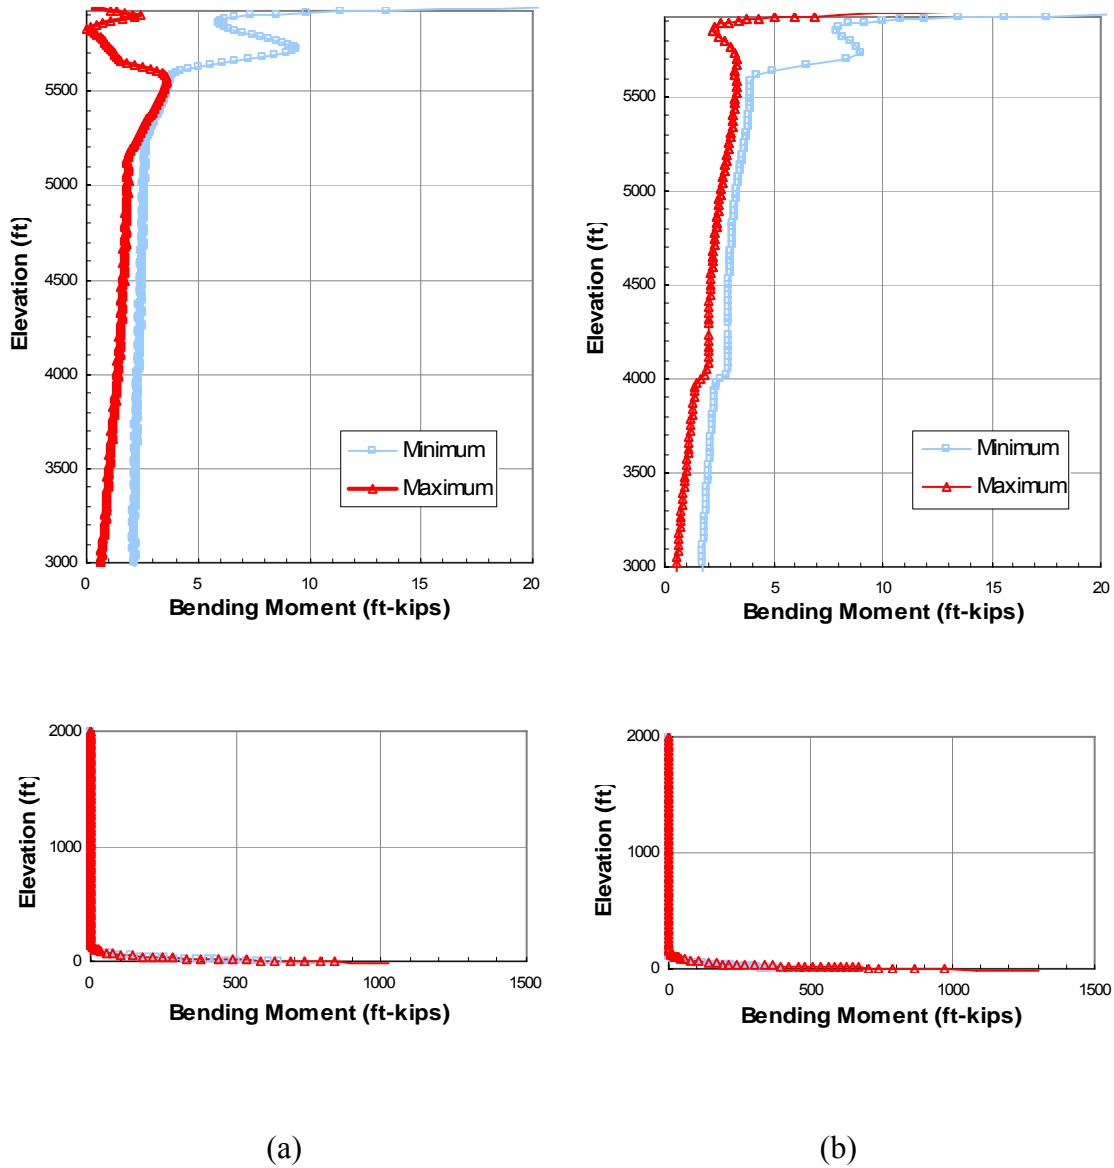 5500
5000
4500
4000
3500
3000
Elevation (ft)
Minimum
Maximum
0 5 10 15 20
Bending Moment (ft-kips)
5500
5000
4500
4000
3500
3000
Elevation (ft)
Minimum
Maximum
0 5 10 15 20
Bending Moment (ft-kips)
2000
1000
0
Elevation (ft)
0 500 1000 1500
Bending Moment (ft-kips)
2000
1000
0
Elevation (ft)
0 500 1000 1500
Bending Moment (ft-kips)
(a) (b)